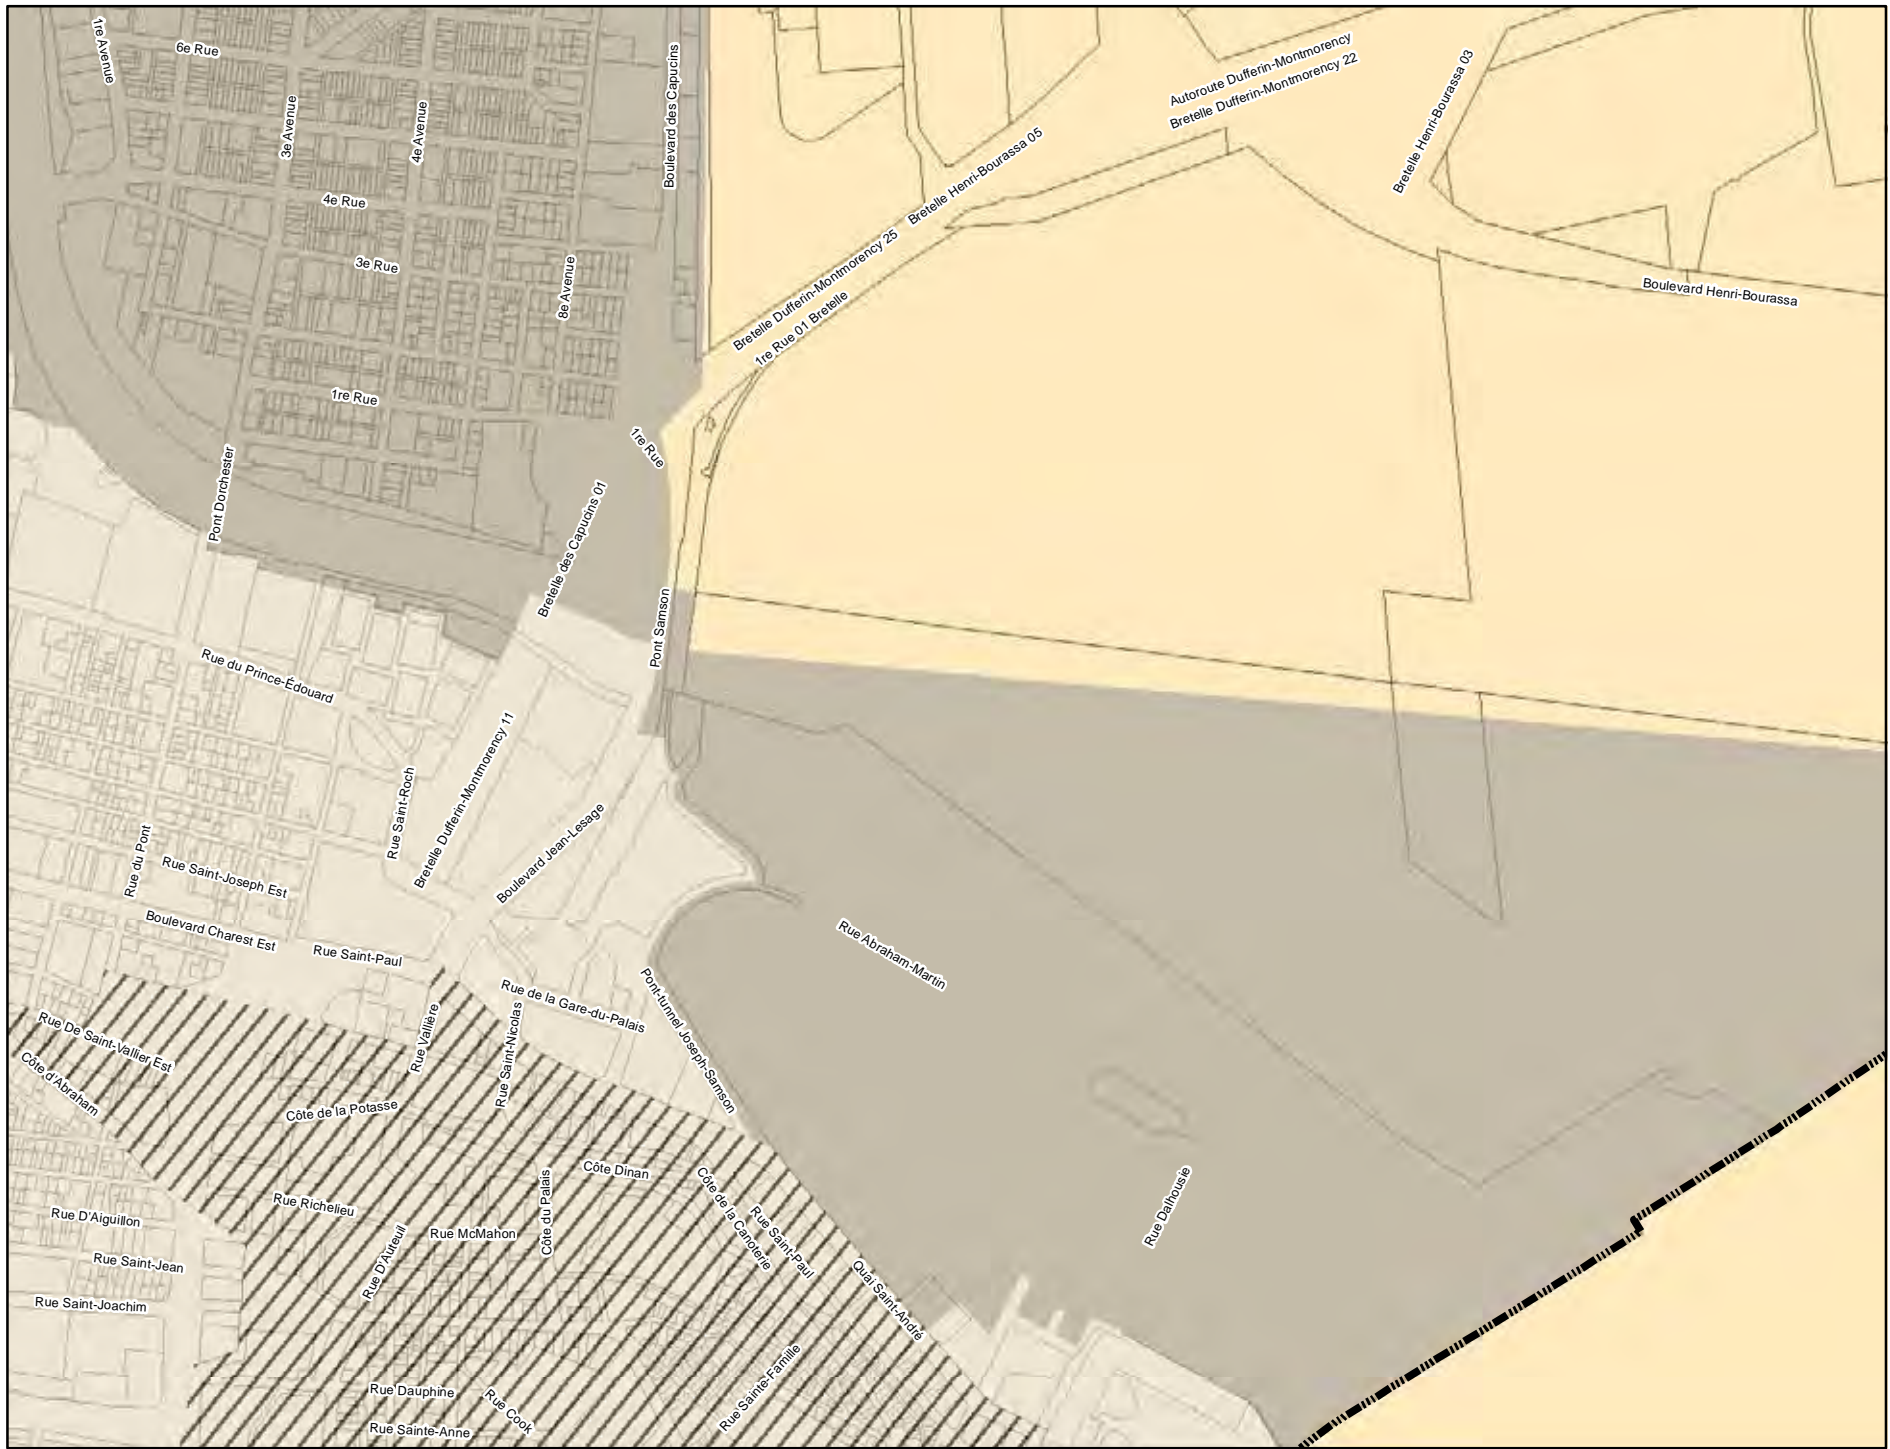 1re Avenue
6e Rue
3e Avenue
4e Avenue
Boulevard des Capucins
Autoroute Dufferin-Montmorency
Bretelle Dufferin-Montmorency 22
Bretelle Henri-Bourassa 03
Bretelle Henri-Bourassa 05
4e Rue
3e Rue
8e Avenue
Bretelle Dufferin-Montmorency 25
1re Rue 01 Bretelle
Boulevard Henri-Bourassa
1re Rue
1re Rue
Pont Dorchester
Bretelle des Capucins 01
Pont Samson
Rue du Prince-Édouard
Rue Saint-Roch
Bretelle Dufferin-Montmorency 11
Boulevard Jean-Lesage
Rue du Pont
Rue Saint-Joseph Est
Boulevard Charest Est
Rue Saint-Paul
Rue Abraham-Martin
Rue de la Gare-du-Palais
Pont-tunnel Joseph-Samson
Rue Vallière
Rue Saint-Nicolas
Rue De Saint-Vallier Est
Côte d'Abraham
Côte de la Potasse
Côte Dinan
Côte du Palais
Côte de la Canoterie
Rue Saint-Paul
Rue Dalhousie
Rue Richelieu
Rue D'Aiguillon
Rue McMahon
Rue D'Auteuil
Rue Saint-Jean
Quai Saint-André
Rue Saint-Joachim
Rue Sainte-Famille
Rue Dauphine
Rue Cook
Rue Sainte-Anne